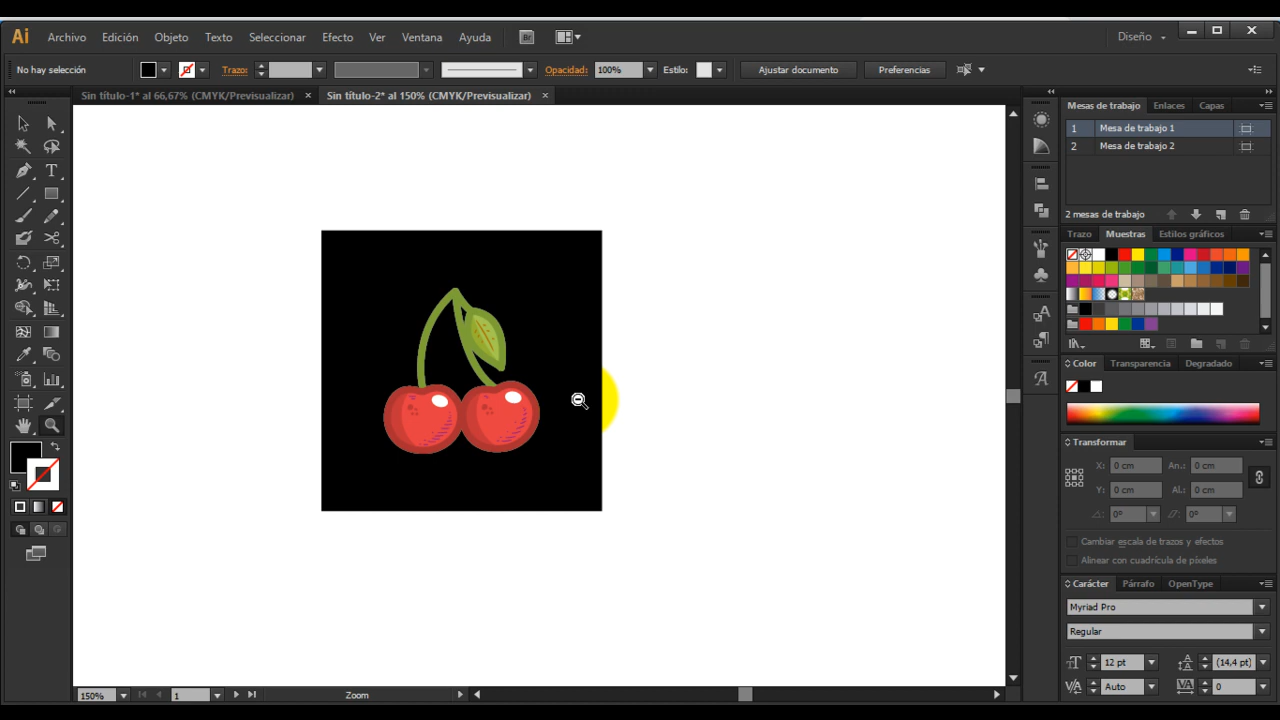 Ai Archivo Edición Objeto Texto Seleccionar Efecto Ver Ventana Ayuda Br Diseño
No hay selección Trazo: Opacidad: 100% Estilo: Ajustar documento Preferencias
Sin título-1* al 66,67% (CMYK/Previsualizar) × Sin título-2* al 150% (CMYK/Previsualizar) ×
Mesas de trabajo Enlaces Capas
1 Mesa de trabajo 1
2 Mesa de trabajo 2
2 mesas de trabajo
Trazo Muestras Estilos gráficos
Color Transparencia Degradado
Transformar
X: 0 cm An.: 0 cm
Y: 0 cm Al.: 0 cm
0° 0°
Cambiar escala de trazos y efectos
Alinear con cuadrícula de píxeles
Carácter Párrafo OpenType
Myriad Pro
Regular
12 pt (14,4 pt)
Auto 0
150% 1 Zoom